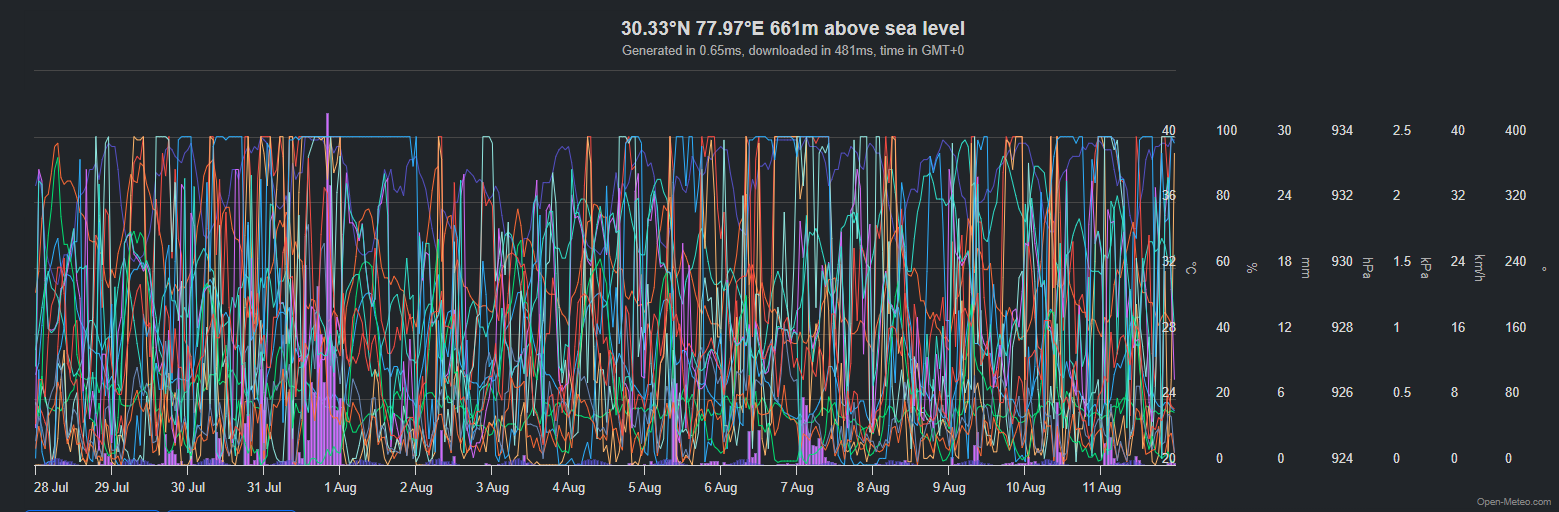 30.33°N 77.97°E 661m above sea level
Generated in 0.65ms, downloaded in 481ms, time in GMT+0
40 100 30 934 2.5 40 400
36 80 24 932 2 32 320
32 60 18 930 1.5 24 240
°C % mm hPa kPa km/h °
28 40 12 928 1 16 160
24 20 6 926 0.5 8 80
20 0 0 924 0 0 0
28 Jul 29 Jul 30 Jul 31 Jul 1 Aug 2 Aug 3 Aug 4 Aug 5 Aug 6 Aug 7 Aug 8 Aug 9 Aug 10 Aug 11 Aug
Open-Meteo.com